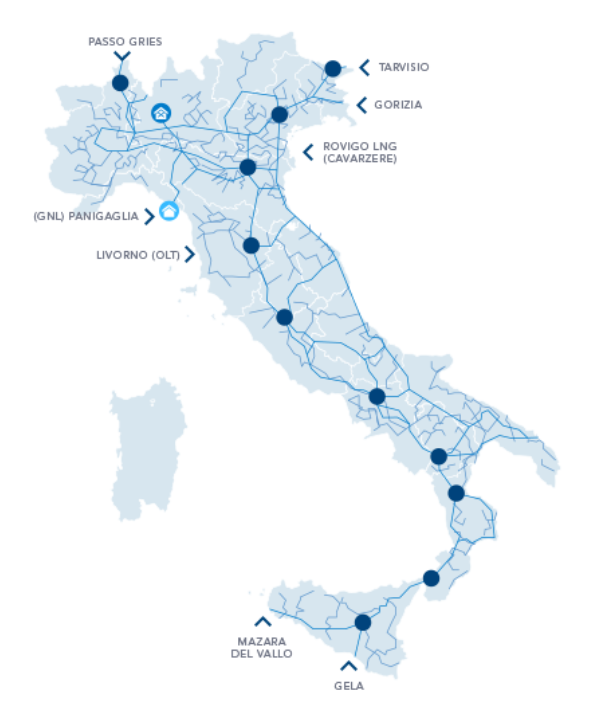 PASSO GRIES
TARVISIO
GORIZIA
ROVIGO LNG
(CAVARZERE)
(GNL) PANIGAGLIA
LIVORNO (OLT)
MAZARA
DEL VALLO
GELA